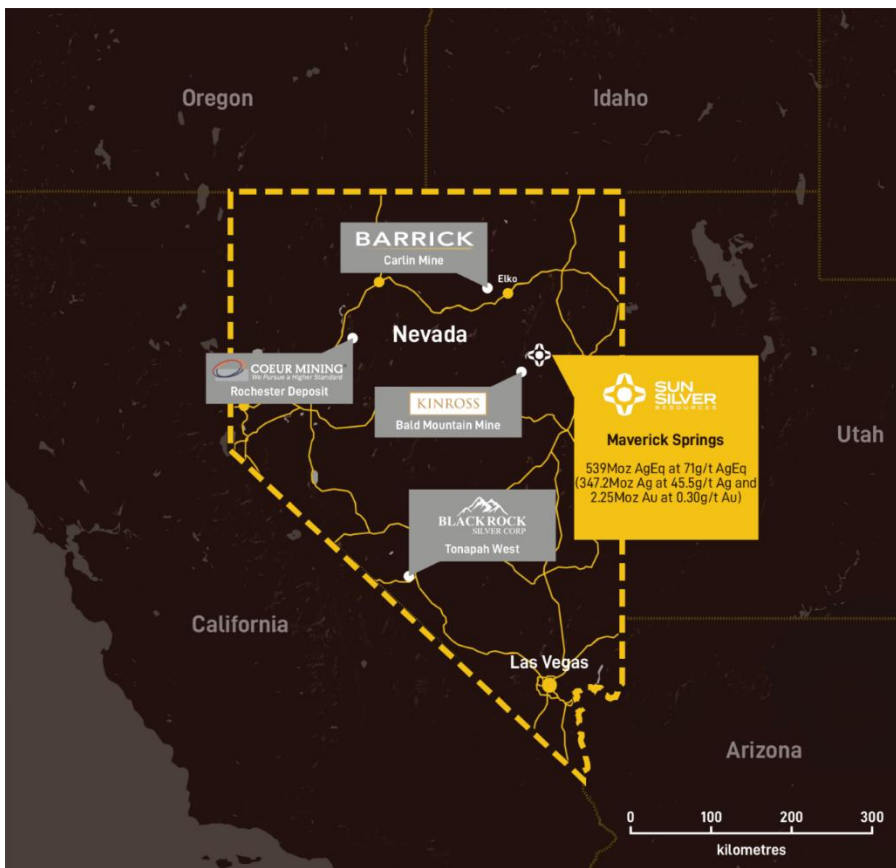 Oregon
Idaho
BARRICK
Carlin Mine
Elko
Nevada
COEUR MINING
We Pursue a Higher Standard
Rochester Deposit
KINROSS
Bald Mountain Mine
SUN
SILVER
RESOURCES
Maverick Springs
539Moz AgEq at 71g/t AgEq
(347.2Moz Ag at 45.5g/t Ag and
2.25Moz Au at 0.30g/t Au)
Utah
BLACKROCK
SILVER CORP
Tonapah West
California
Las Vegas
Arizona
0 100 200 300
kilometres